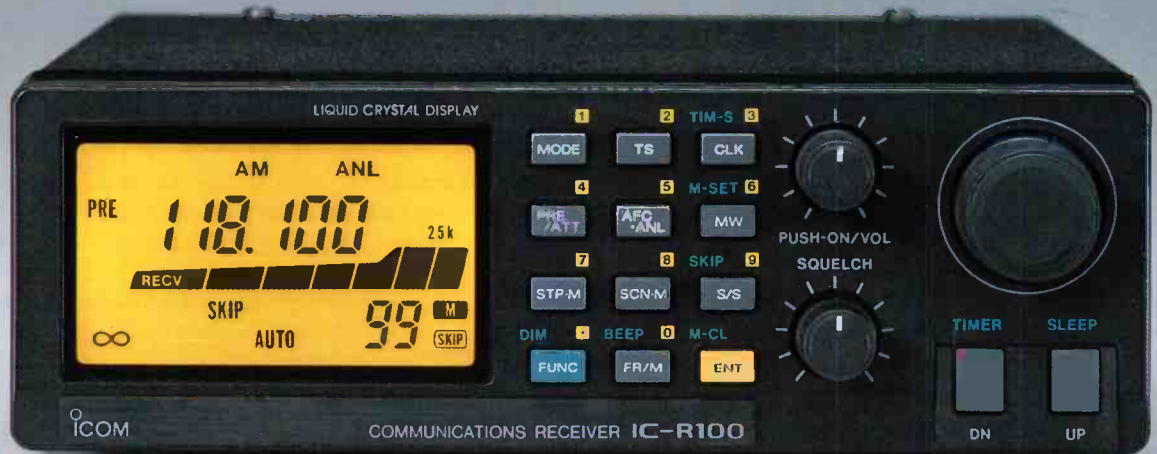 LIQUID CRYSTAL DISPLAY
AM ANL
PRE 118.100 25k
RECV
SKIP 99 M
∞ AUTO SKIP
1 2 TIM-S 3
MODE TS CLK
4 5 M-SET 6
PRE/ATT AFC·ANL MW
7 8 SKIP 9
STP·M SCN·M S/S
DIM · BEEP 0 M-CL
FUNC FR/M ENT
PUSH-ON/VOL
SQUELCH
TIMER SLEEP
DN UP
ICOM COMMUNICATIONS RECEIVER IC-R100